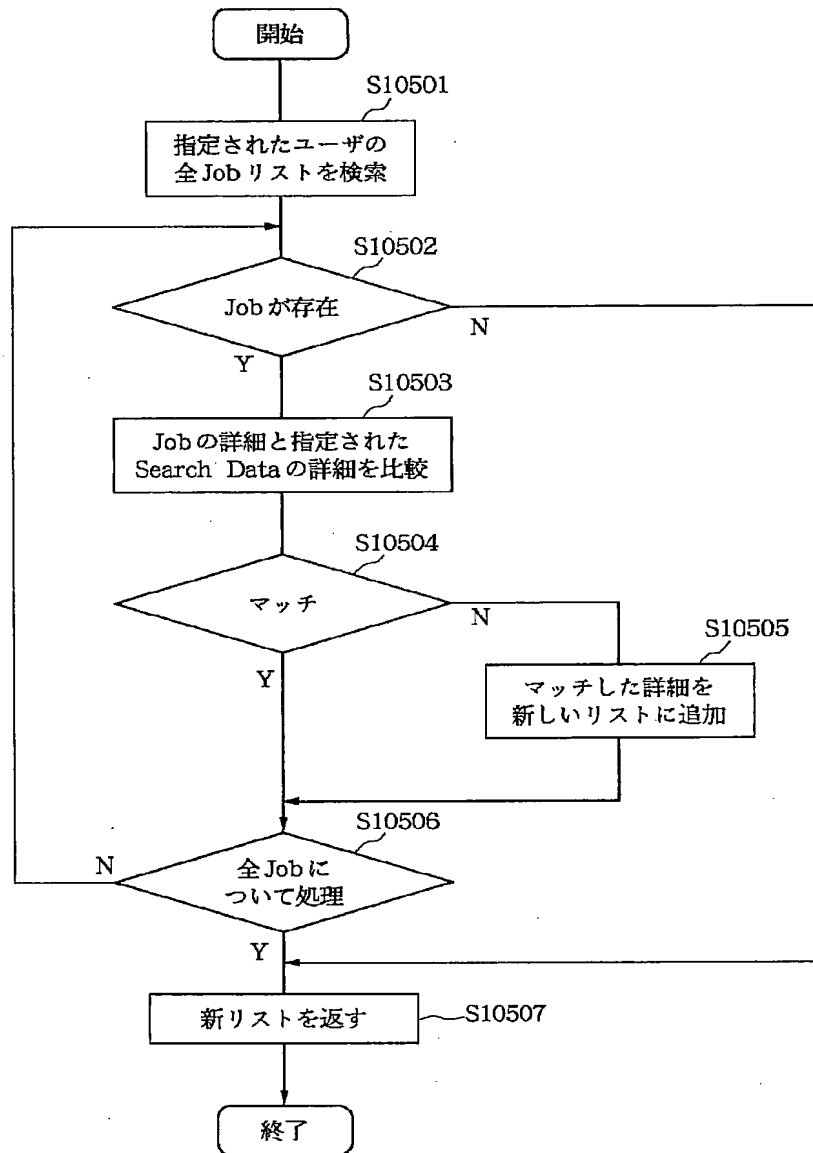 開始
S10501
指定されたユーザの
全Jobリストを検索
S10502
Jobが存在
N
Y
S10503
Jobの詳細と指定された
Search Dataの詳細を比較
S10504
マッチ
N
Y
S10505
マッチした詳細を
新しいリストに追加
S10506
全Jobに
ついて処理
N
Y
新リストを返す
S10507
終了